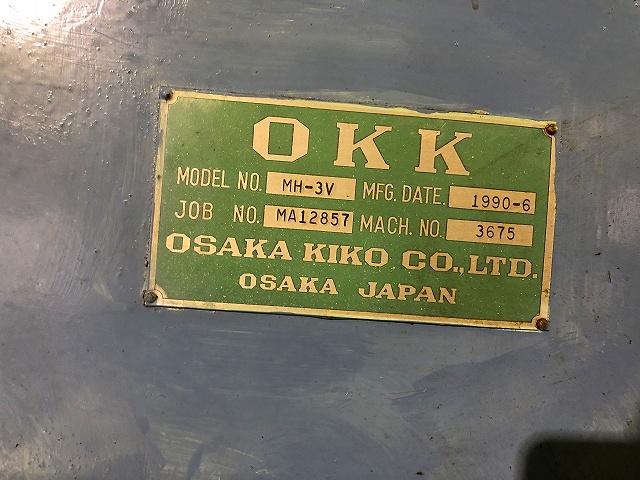 OKK
MODEL NO. MH-3V MFG. DATE. 1990-6
JOB NO. MA12857 MACH. NO. 3675
OSAKA KIKO CO., LTD.
OSAKA JAPAN